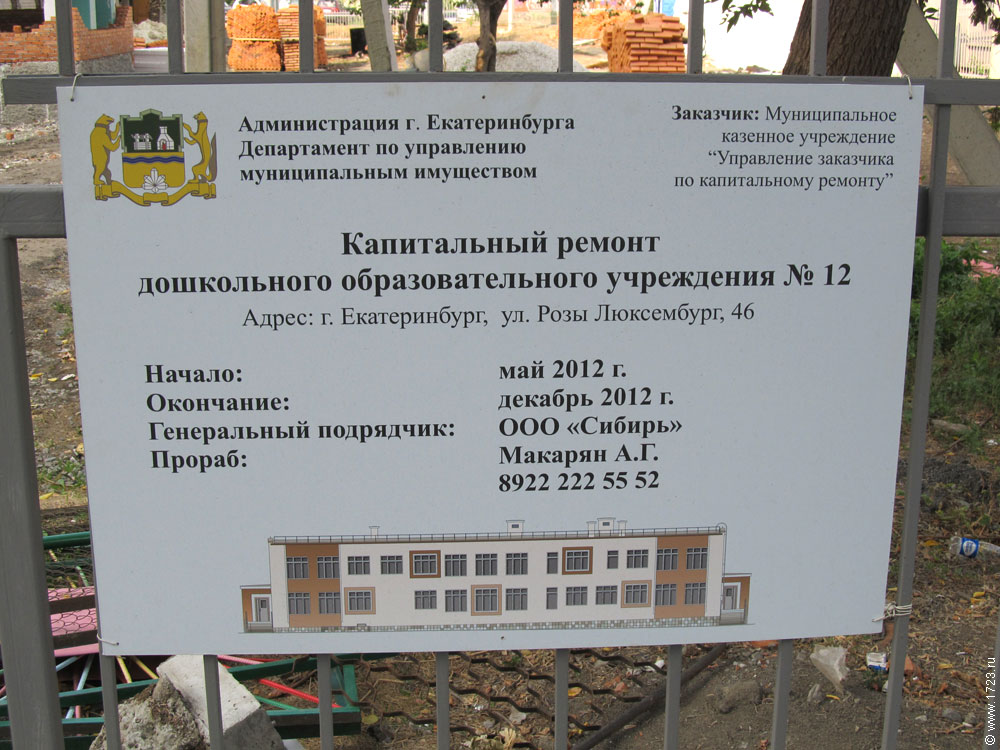 Администрация г. Екатеринбурга
Департамент по управлению
муниципальным имуществом
Заказчик: Муниципальное
казенное учреждение
“Управление заказчика
по капитальному ремонту”
Капитальный ремонт
дошкольного образовательного учреждения № 12
Адрес: г. Екатеринбург, ул. Розы Люксембург, 46
Начало: май 2012 г.
Окончание: декабрь 2012 г.
Генеральный подрядчик: ООО «Сибирь»
Прораб: Макарян А.Г.
8922 222 55 52
© www.1723.ru